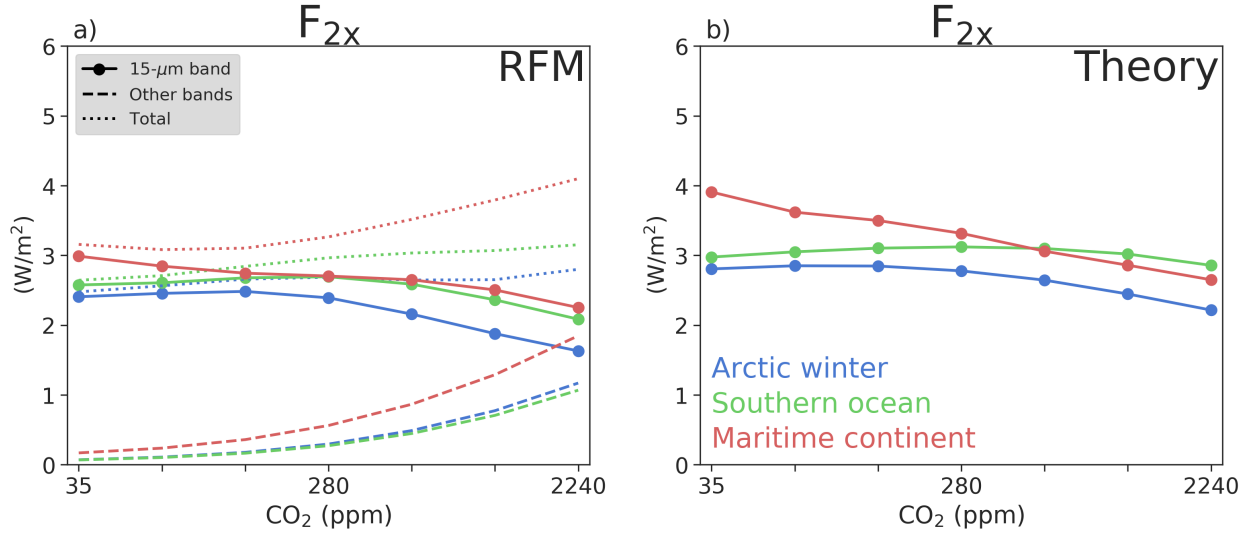 a)
F2x
RFM
15-μm band
Other bands
Total
6
5
4
3
2
1
0
(W/m²)
35
280
2240
CO₂ (ppm)
b)
F2x
Theory
6
5
4
3
2
1
0
(W/m²)
Arctic winter
Southern ocean
Maritime continent
35
280
2240
CO₂ (ppm)